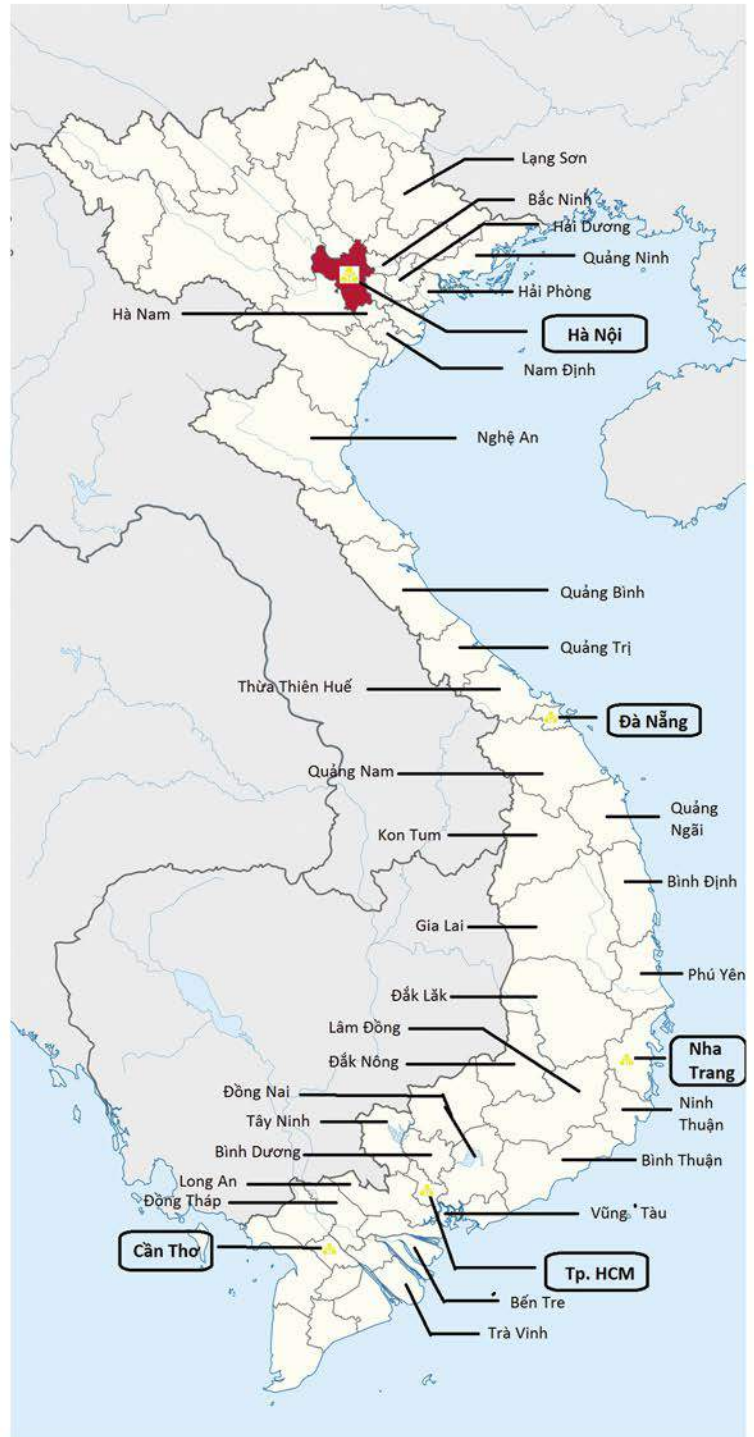 Lạng Sơn
Bắc Ninh
Hải Dương
Quảng Ninh
Hải Phòng
Hà Nam
Hà Nội
Nam Định
Nghệ An
Quảng Bình
Quảng Trị
Thừa Thiên Huế
Đà Nẵng
Quảng Nam
Quảng
Ngãi
Kon Tum
Bình Định
Gia Lai
Phú Yên
Đắk Lăk
Lâm Đồng
Nha
Trang
Đắk Nông
Đồng Nai
Ninh
Thuận
Tây Ninh
Bình Dương
Bình Thuận
Long An
Đồng Tháp
Vũng Tàu
Cần Thơ
Tp. HCM
Bến Tre
Trà Vinh